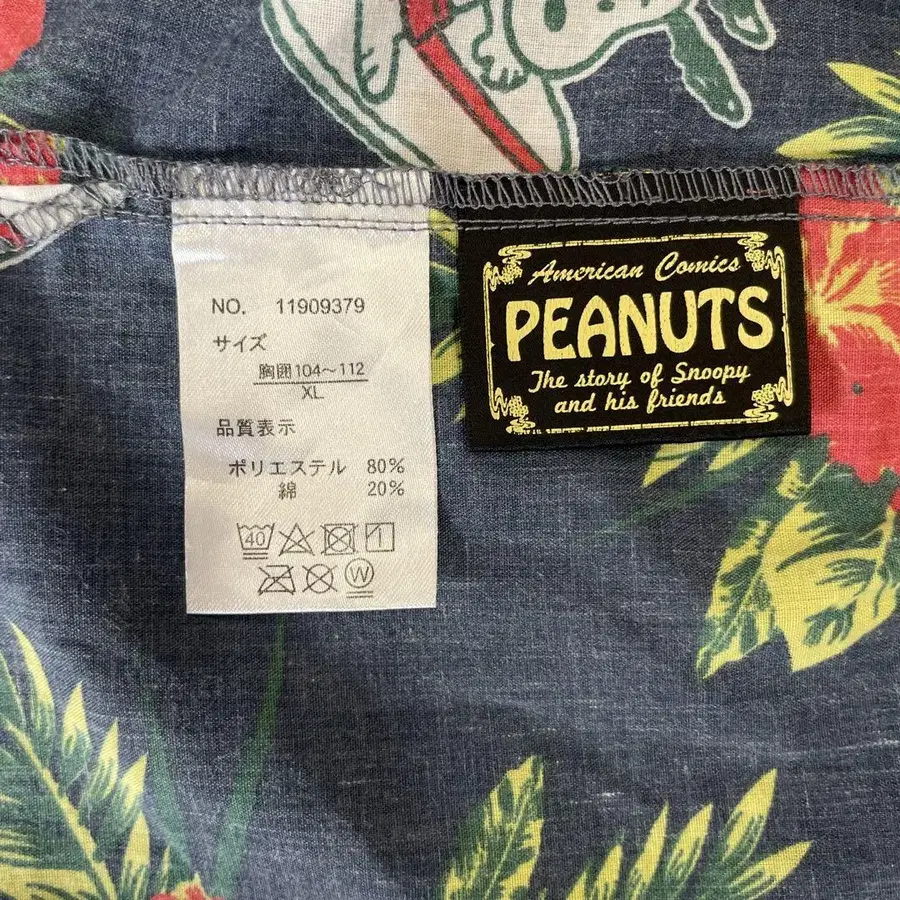 NO. 11909379
サイズ
胸囲104〜112
XL
品質表示
ポリエステル 80%
綿 20%
40
W
American Comics
PEANUTS
The story of Snoopy
and his friends